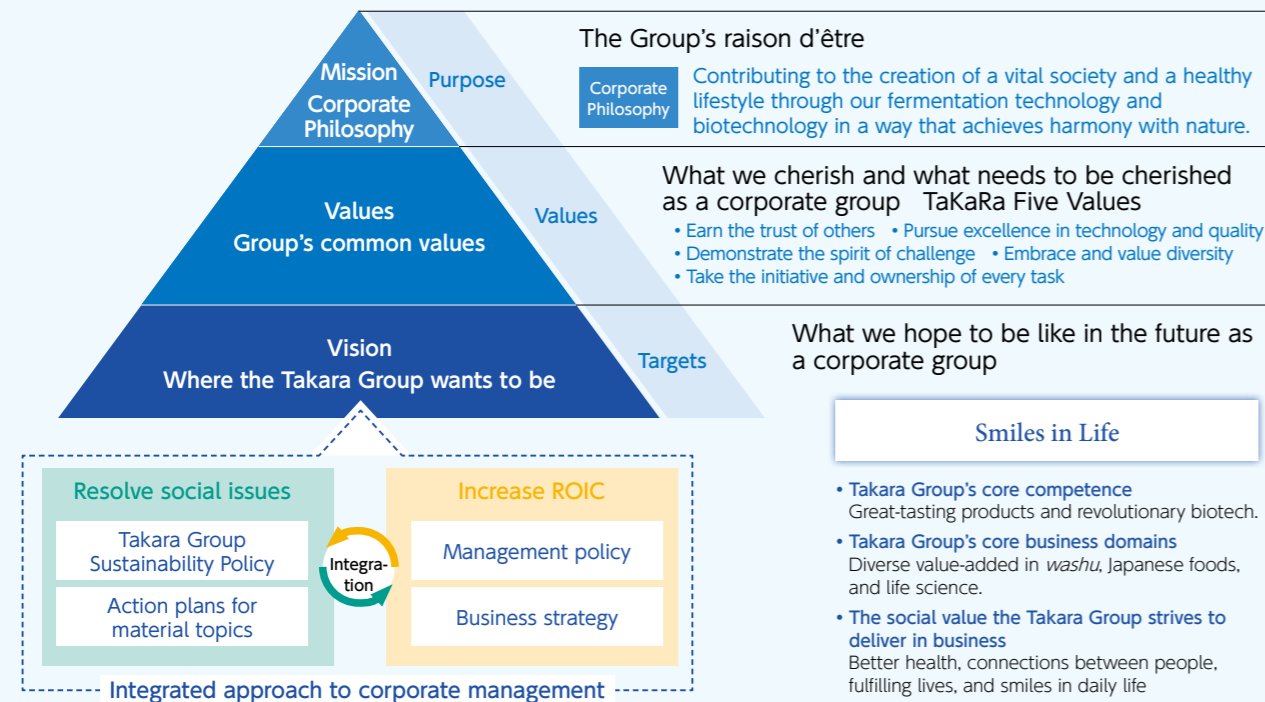 Mission
Corporate
Philosophy
Purpose
The Group's raison d'être
Corporate
Philosophy
Contributing to the creation of a vital society and a healthy
lifestyle through our fermentation technology and
biotechnology in a way that achieves harmony with nature.
Values
Group's common values
Values
What we cherish and what needs to be cherished
as a corporate group TaKaRa Five Values
• Earn the trust of others • Pursue excellence in technology and quality
• Demonstrate the spirit of challenge • Embrace and value diversity
• Take the initiative and ownership of every task
Vision
Where the Takara Group wants to be
Targets
What we hope to be like in the future as
a corporate group
Smiles in Life
• Takara Group's core competence
Great-tasting products and revolutionary biotech.
• Takara Group's core business domains
Diverse value-added in washu, Japanese foods,
and life science.
• The social value the Takara Group strives to
deliver in business
Better health, connections between people,
fulfilling lives, and smiles in daily life
Resolve social issues
Takara Group
Sustainability Policy
Action plans for
material topics
Integra-
tion
Increase ROIC
Management policy
Business strategy
Integrated approach to corporate management